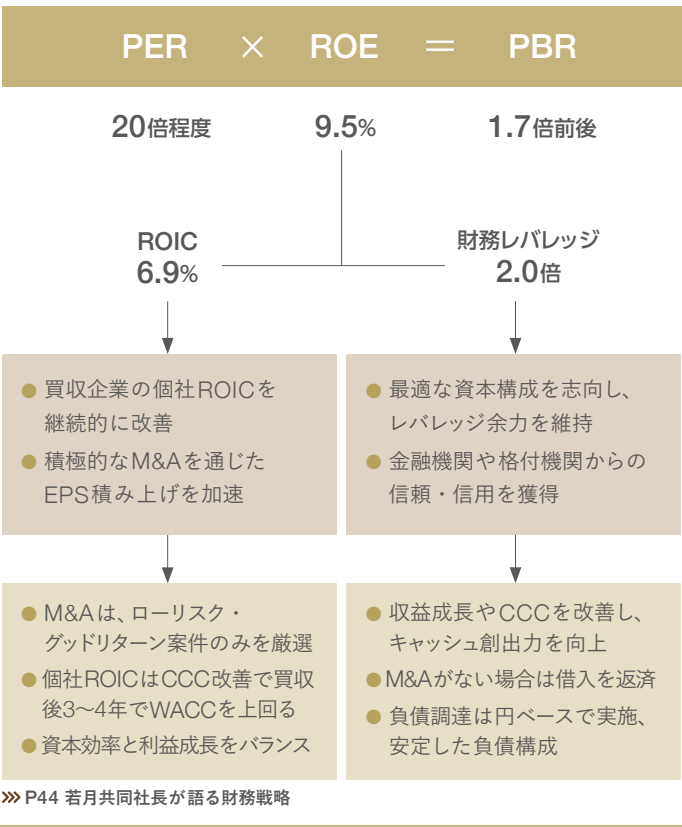 PER × ROE = PBR
20倍程度 9.5% 1.7倍前後
ROIC
6.9%
財務レバレッジ
2.0倍
● 買収企業の個社ROICを
継続的に改善
● 積極的なM&Aを通じた
EPS積み上げを加速
● 最適な資本構成を志向し、
レバレッジ余力を維持
● 金融機関や格付機関からの
信頼・信用を獲得
● M&Aは、ローリスク・
グッドリターン案件のみを厳選
● 個社ROICはCCC改善で買収
後3〜4年でWACCを上回る
● 資本効率と利益成長をバランス
● 収益成長やCCCを改善し、
キャッシュ創出力を向上
● M&Aがない場合は借入を返済
● 負債調達は円ベースで実施、
安定した負債構成
>>> P44 若月共同社長が語る財務戦略